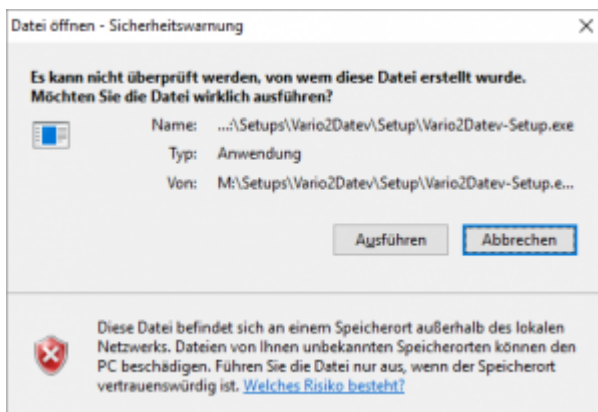 Datei öffnen - Sicherheitswarnung
Es kann nicht überprüft werden, von wem diese Datei erstellt wurde.
Möchten Sie die Datei wirklich ausführen?
Name: ...:\Setups\Vario2Datev\Setup\Vario2Datev-Setup.exe
Typ: Anwendung
Von: M:\Setups\Vario2Datev\Setup\Vario2Datev-Setup.e...
Ausführen Abbrechen
Diese Datei befindet sich an einem Speicherort außerhalb des lokalen
Netzwerks. Dateien von Ihnen unbekannten Speicherorten können den
PC beschädigen. Führen Sie die Datei nur aus, wenn der Speicherort
vertrauenswürdig ist. Welches Risiko besteht?